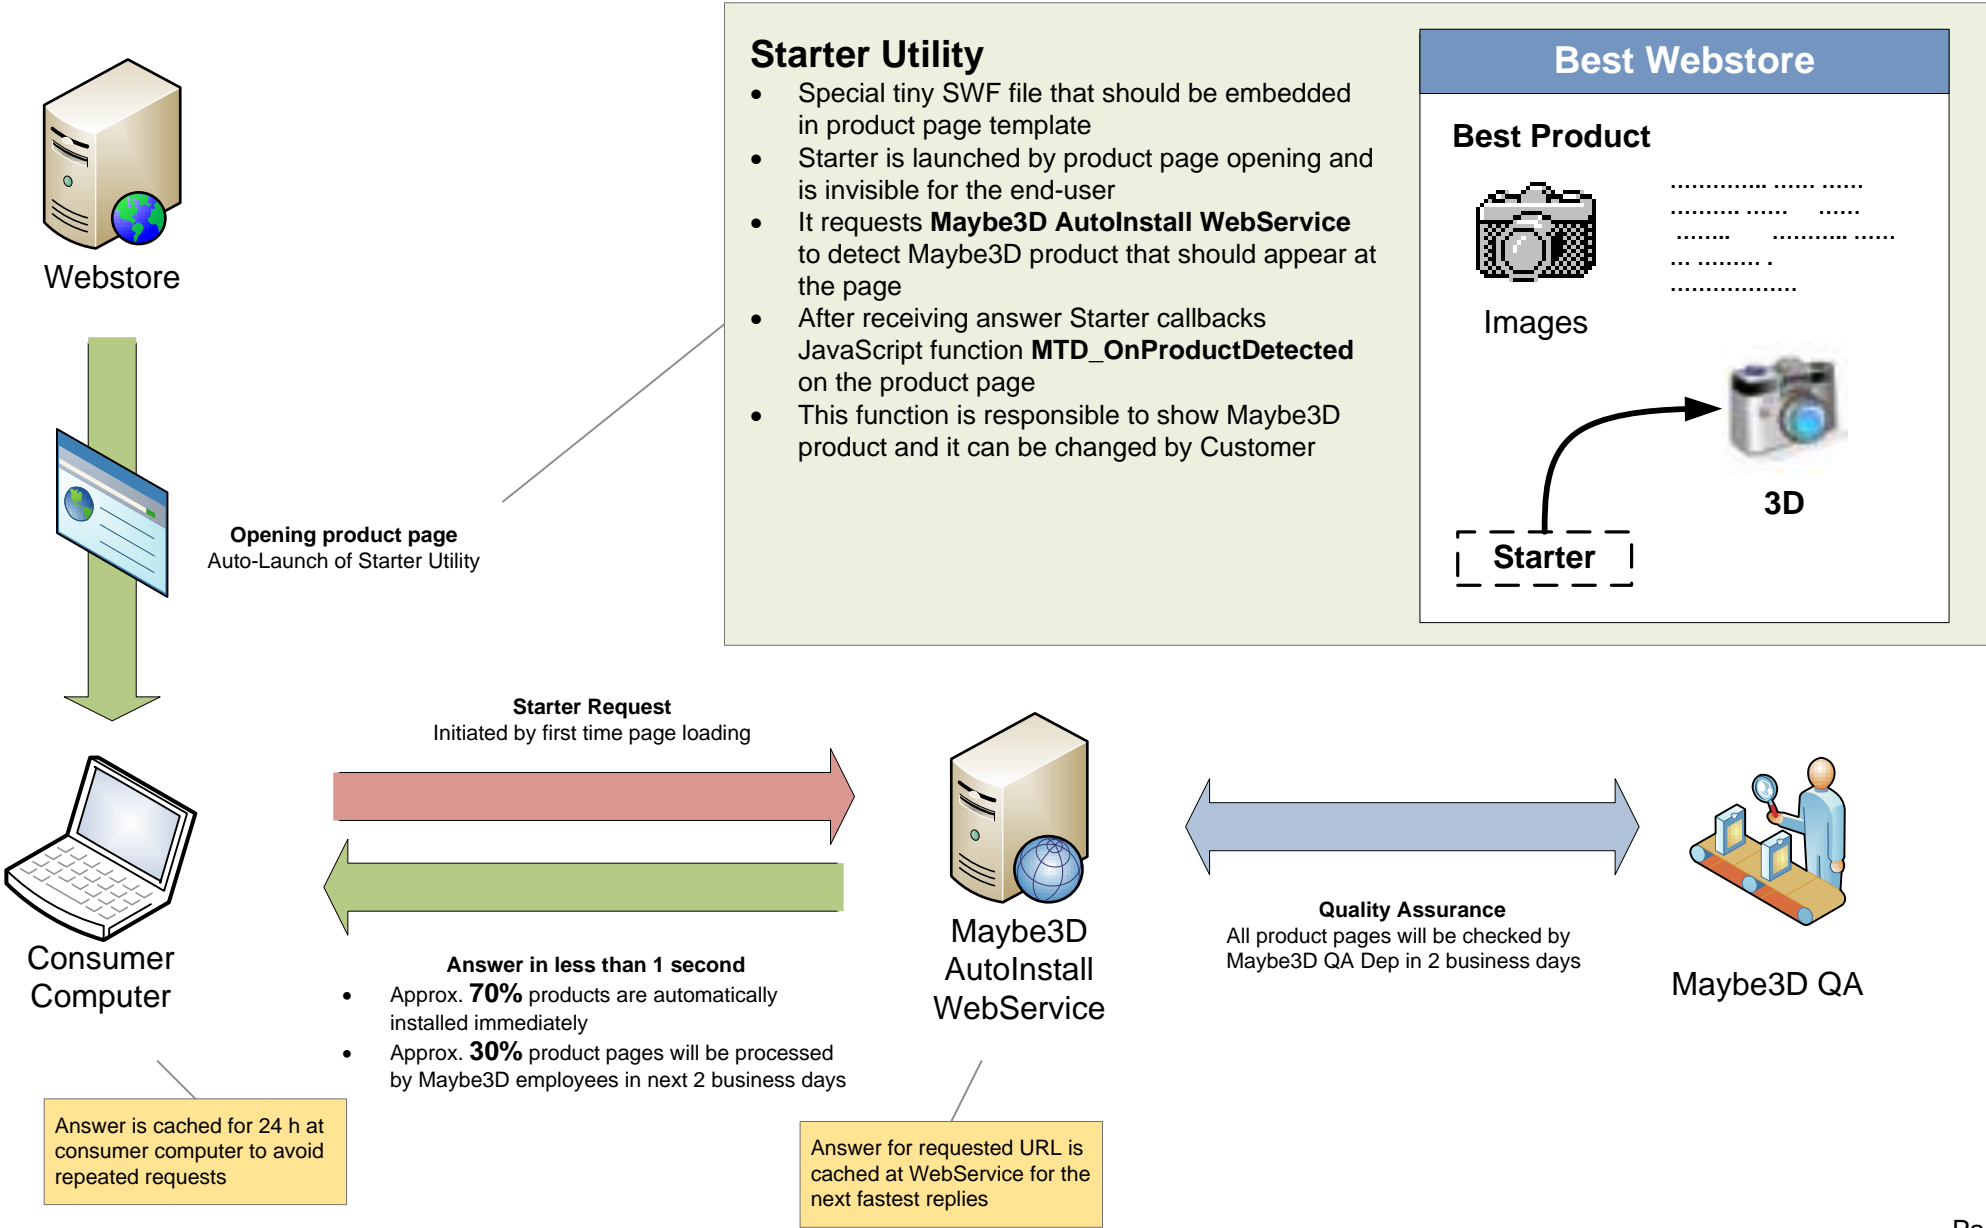 Starter Utility
• Special tiny SWF file that should be embedded
in product page template
• Starter is launched by product page opening and
is invisible for the end-user
• It requests Maybe3D AutoInstall WebService
to detect Maybe3D product that should appear at
the page
• After receiving answer Starter callbacks
JavaScript function MTD_OnProductDetected
on the product page
• This function is responsible to show Maybe3D
product and it can be changed by Customer
Best Webstore
Best Product
Images
3D
Starter
Webstore
Opening product page
Auto-Launch of Starter Utility
Starter Request
Initiated by first time page loading
Consumer
Computer
Answer in less than 1 second
• Approx. 70% products are automatically
installed immediately
• Approx. 30% product pages will be processed
by Maybe3D employees in next 2 business days
Maybe3D
AutoInstall
WebService
Quality Assurance
All product pages will be checked by
Maybe3D QA Dep in 2 business days
Maybe3D QA
Answer is cached for 24 h at
consumer computer to avoid
repeated requests
Answer for requested URL is
cached at WebService for the
next fastest replies